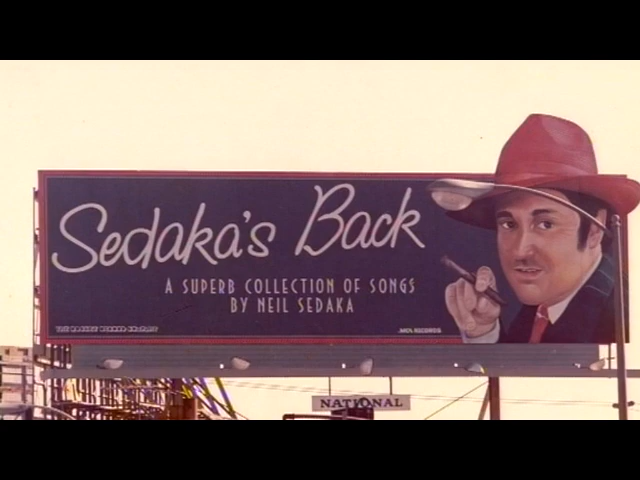 Sedaka's Back
A SUPERB COLLECTION OF SONGS
BY NEIL SEDAKA
MCA RECORDS
NATIONAL